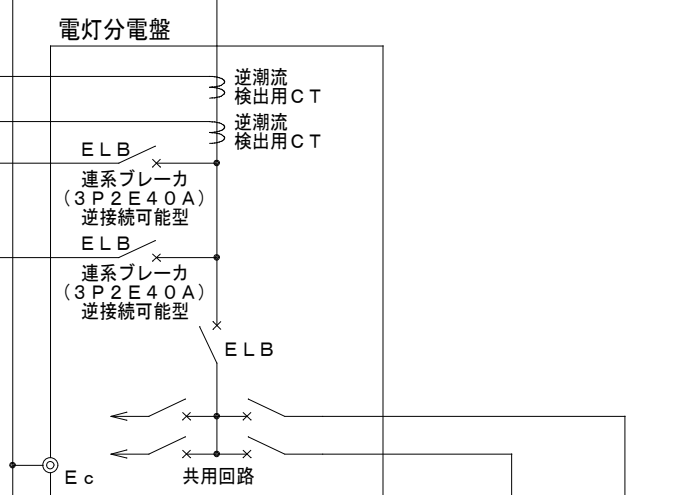 電灯分電盤
逆潮流
検出用ＣＴ
逆潮流
検出用ＣＴ
ＥＬＢ
連系ブレーカ
（３Ｐ２Ｅ４０Ａ）
逆接続可能型
ＥＬＢ
連系ブレーカ
（３Ｐ２Ｅ４０Ａ）
逆接続可能型
ＥＬＢ
Ｅｃ
共用回路